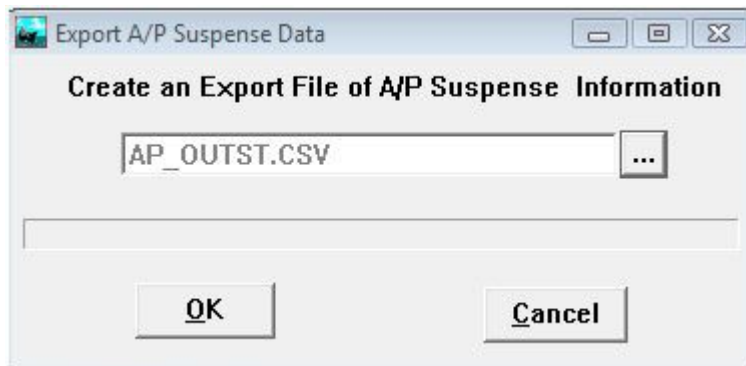 Export A/P Suspense Data
Create an Export File of A/P Suspense Information
AP_OUTST.CSV
...
OK
Cancel